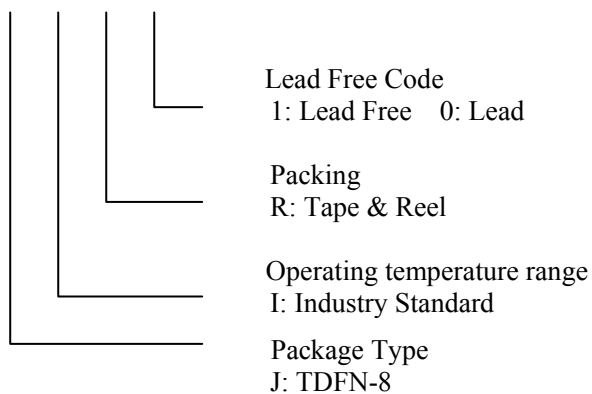 Lead Free Code
1: Lead Free 0: Lead
Packing
R: Tape & Reel
Operating temperature range
I: Industry Standard
Package Type
J: TDFN-8